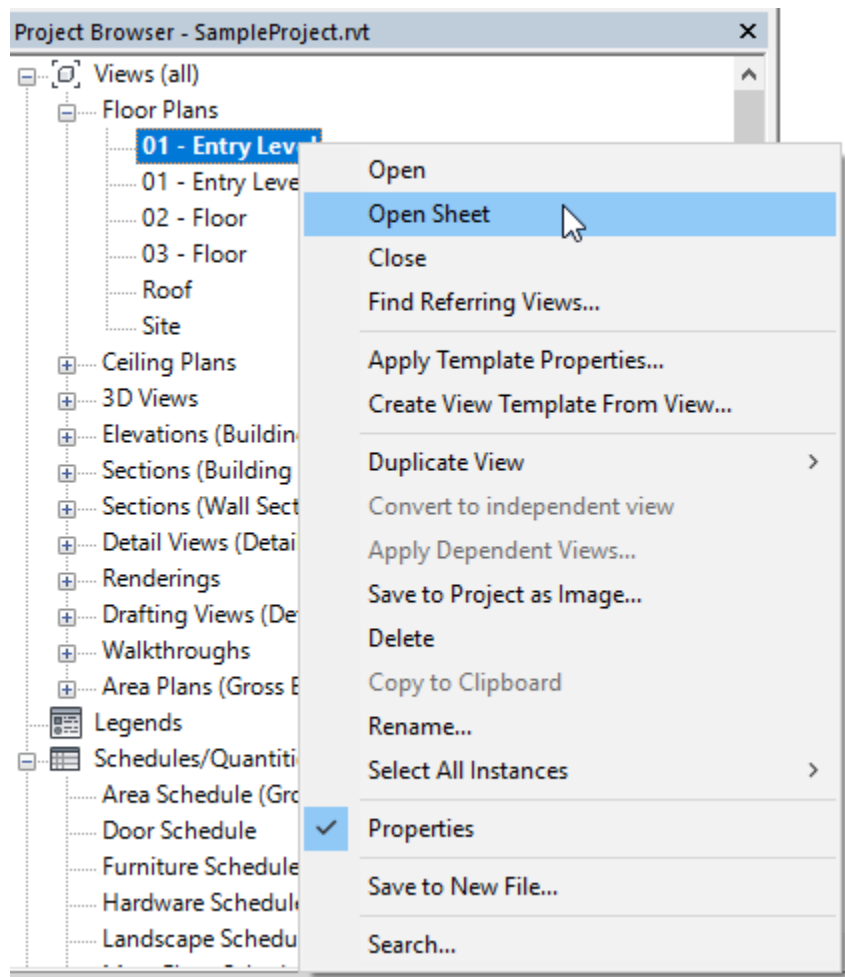 Project Browser - SampleProject.rvt
Views (all)
Floor Plans
01 - Entry Level
01 - Entry Leve
02 - Floor
03 - Floor
Roof
Site
Ceiling Plans
3D Views
Elevations (Buildin
Sections (Building
Sections (Wall Sect
Detail Views (Detai
Renderings
Drafting Views (De
Walkthroughs
Area Plans (Gross B
Legends
Schedules/Quantiti
Area Schedule (Gro
Door Schedule
Furniture Schedule
Hardware Schedul
Landscape Schedu
Open
Open Sheet
Close
Find Referring Views...
Apply Template Properties...
Create View Template From View...
Duplicate View
Convert to independent view
Apply Dependent Views...
Save to Project as Image...
Delete
Copy to Clipboard
Rename...
Select All Instances
Properties
Save to New File...
Search...